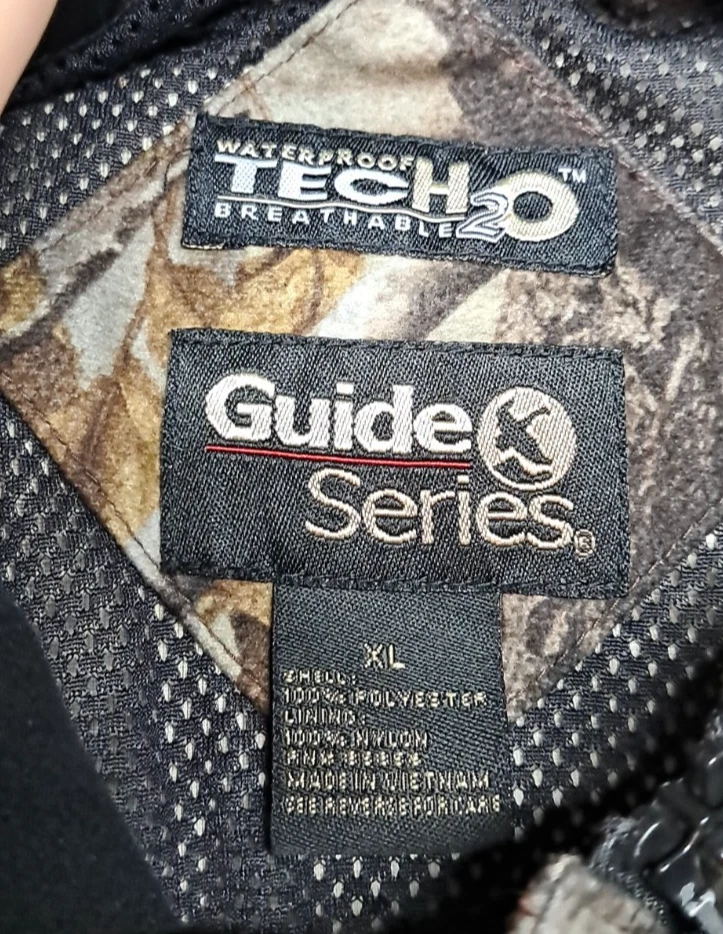 WATERPROOF
TECH2O™
BREATHABLE
Guide
Series®
XL
SHELL:
100% POLYESTER
LINING:
100% NYLON
MADE IN VIETNAM
SEE REVERSE FOR CARE